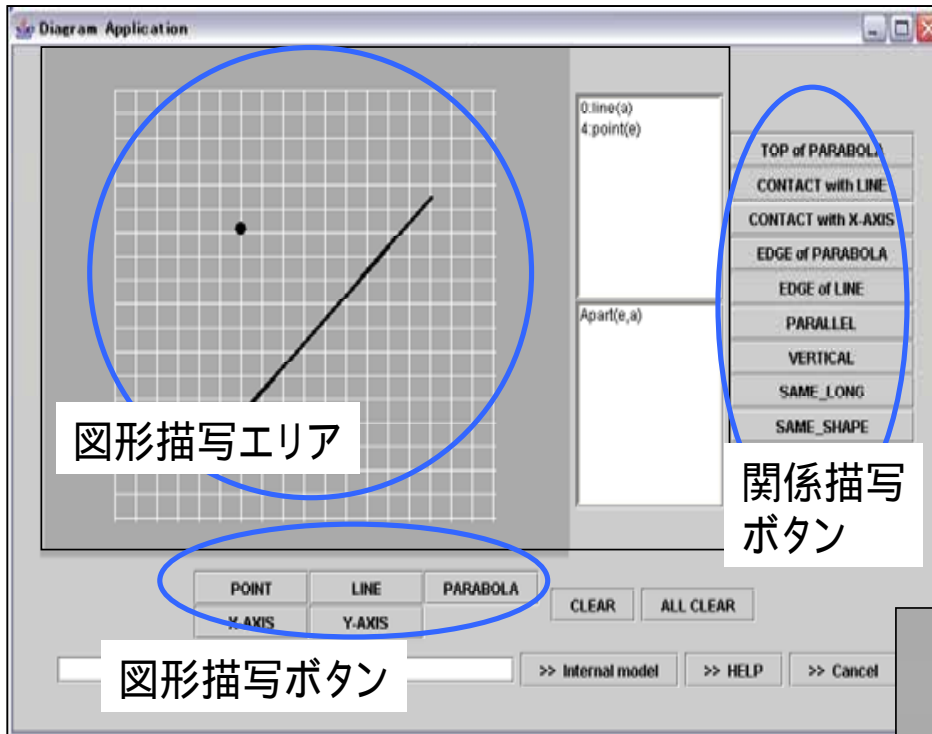 Diagram Application
0:line(a)
4:point(e)
Apart(e,a)
TOP of PARABOLA
CONTACT with LINE
CONTACT with X-AXIS
EDGE of PARABOLA
EDGE of LINE
PARALLEL
VERTICAL
SAME_LONG
SAME_SHAPE
図形描写エリア
関係描写
ボタン
POINT LINE PARABOLA
X-AXIS Y-AXIS
CLEAR ALL CLEAR
図形描写ボタン
>> Internal model >> HELP >> Cancel